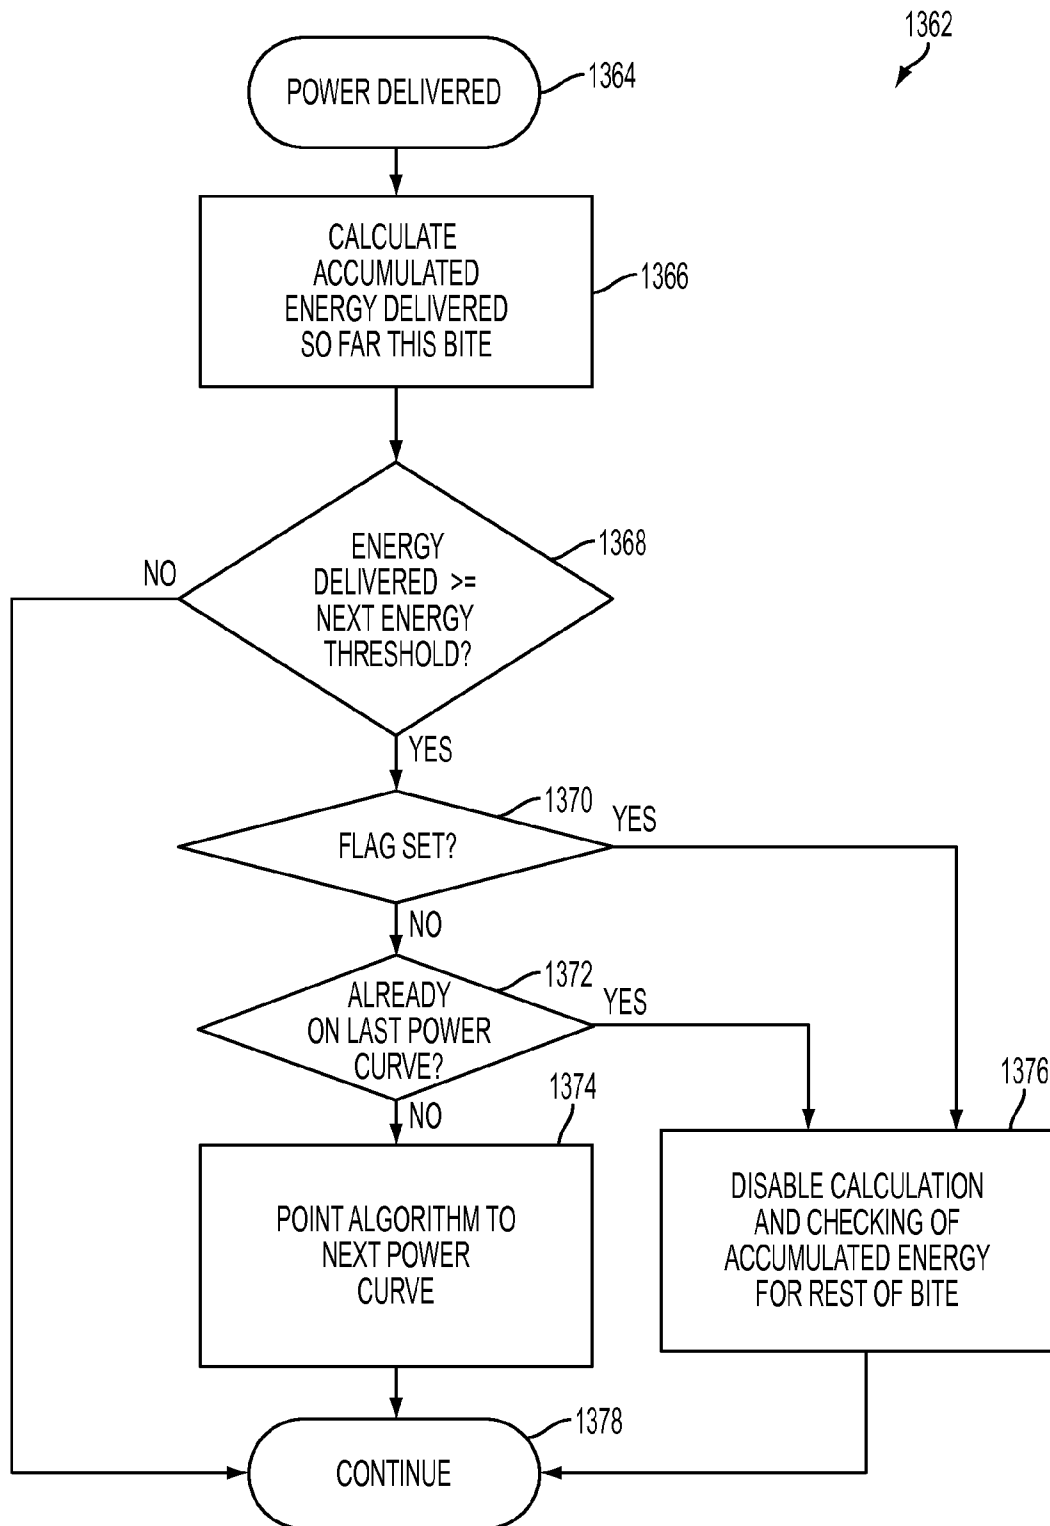 1362
POWER DELIVERED
1364
CALCULATE
ACCUMULATED
ENERGY DELIVERED
SO FAR THIS BITE
1366
ENERGY
DELIVERED >=
NEXT ENERGY
THRESHOLD?
1368
NO
YES
FLAG SET?
1370
YES
NO
ALREADY
ON LAST POWER
CURVE?
1372
YES
NO
1374
POINT ALGORITHM TO
NEXT POWER
CURVE
1376
DISABLE CALCULATION
AND CHECKING OF
ACCUMULATED ENERGY
FOR REST OF BITE
CONTINUE
1378